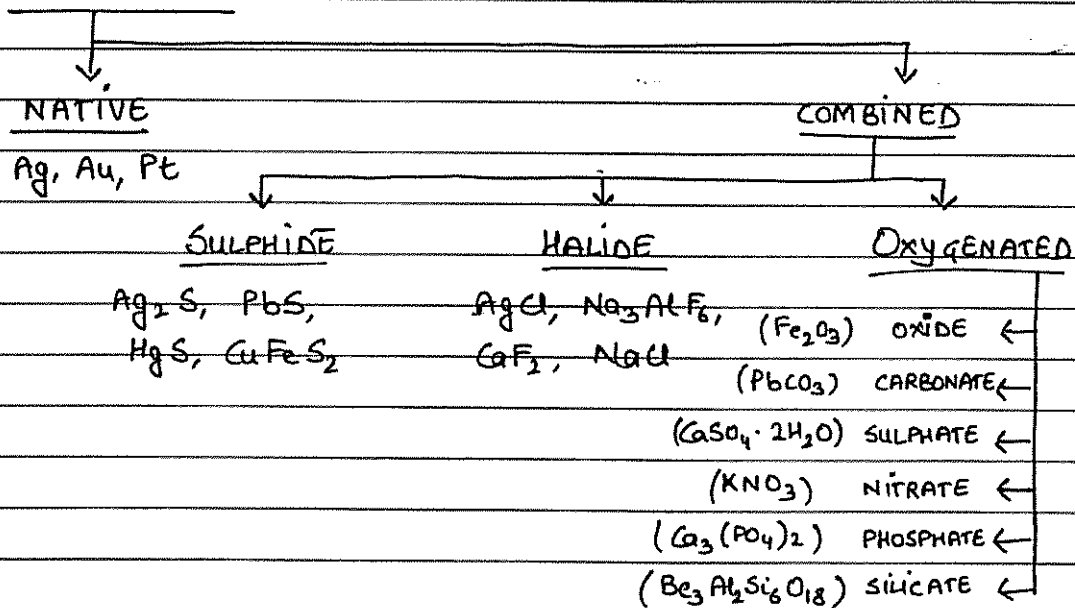 NATIVE
COMBINED
Ag, Au, Pt
SULPHIDE
HALIDE
OXYGENATED
Ag₂S, PbS,
AgCl, Na₃AlF₆,
HgS, CuFeS₂
CaF₂, NaCl
(Fe₂O₃) OXIDE
(PbCO₃) CARBONATE
(CaSO₄·2H₂O) SULPHATE
(KNO₃) NITRATE
(Ca₃(PO₄)2) PHOSPHATE
(Be₃Al₂Si₆O₁₈) SILICATE